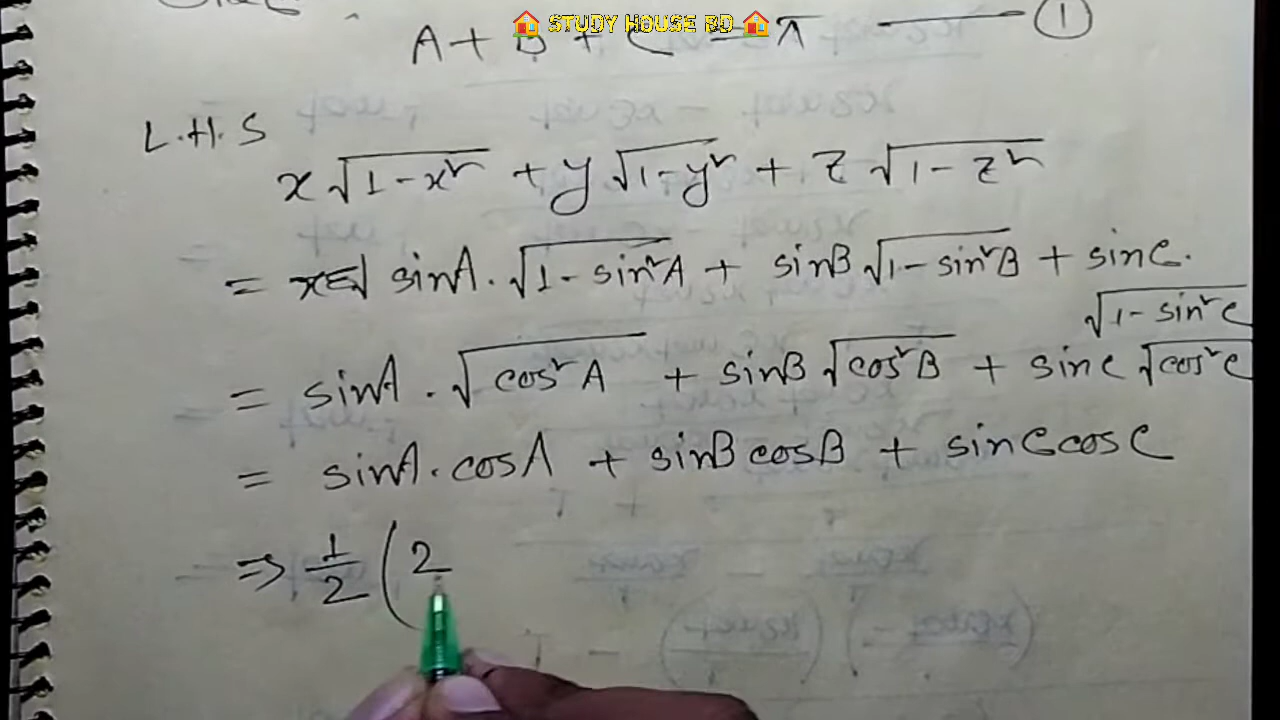 🏠 STUDY HOUSE BD 🏠
A + B + C = π ——— ①
L.H.S
x √1-x² + y √1-y² + z √1-z²
= sinA . √1-sin²A + sinB √1-sin²B + sinC.
√1-sin²C
= sinA . √cos²A + sinB √cos²B + sinC √cos²C
= sinA . cosA + sinB cosB + sinC cosC
⇒ 1/2 ( 2